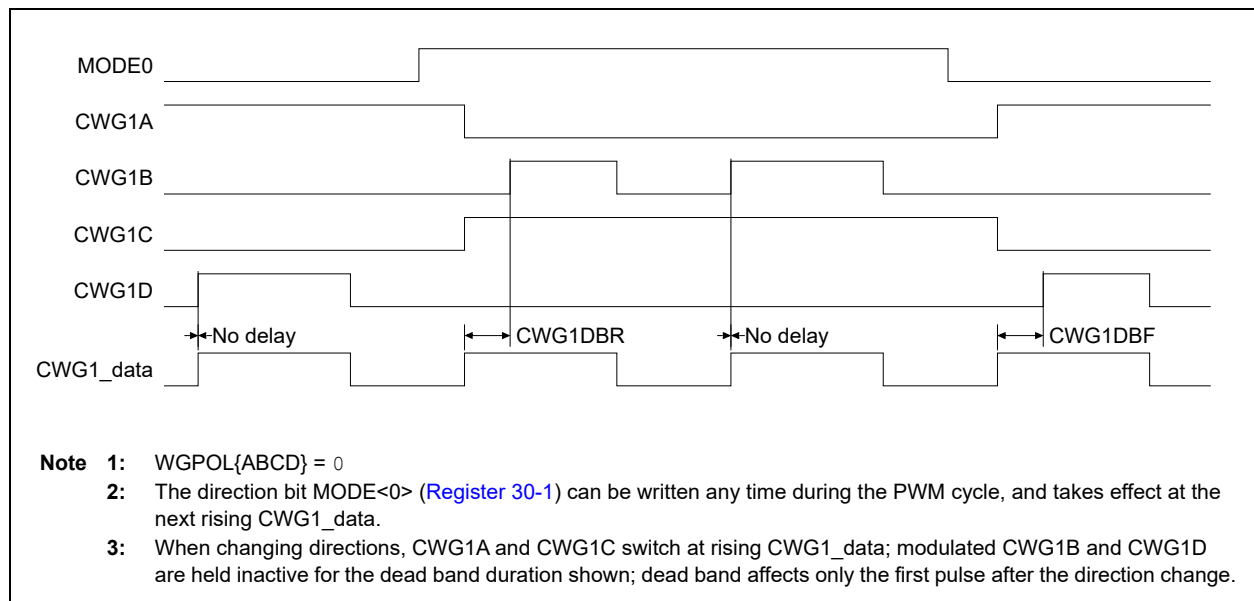 MODE0
CWG1A
CWG1B
CWG1C
CWG1D
No delay CWG1DBR No delay CWG1DBF
CWG1_data
Note 1: WGPOL{ABCD} = 0
2: The direction bit MODE<0> (Register 30-1) can be written any time during the PWM cycle, and takes effect at the
next rising CWG1_data.
3: When changing directions, CWG1A and CWG1C switch at rising CWG1_data; modulated CWG1B and CWG1D
are held inactive for the dead band duration shown; dead band affects only the first pulse after the direction change.